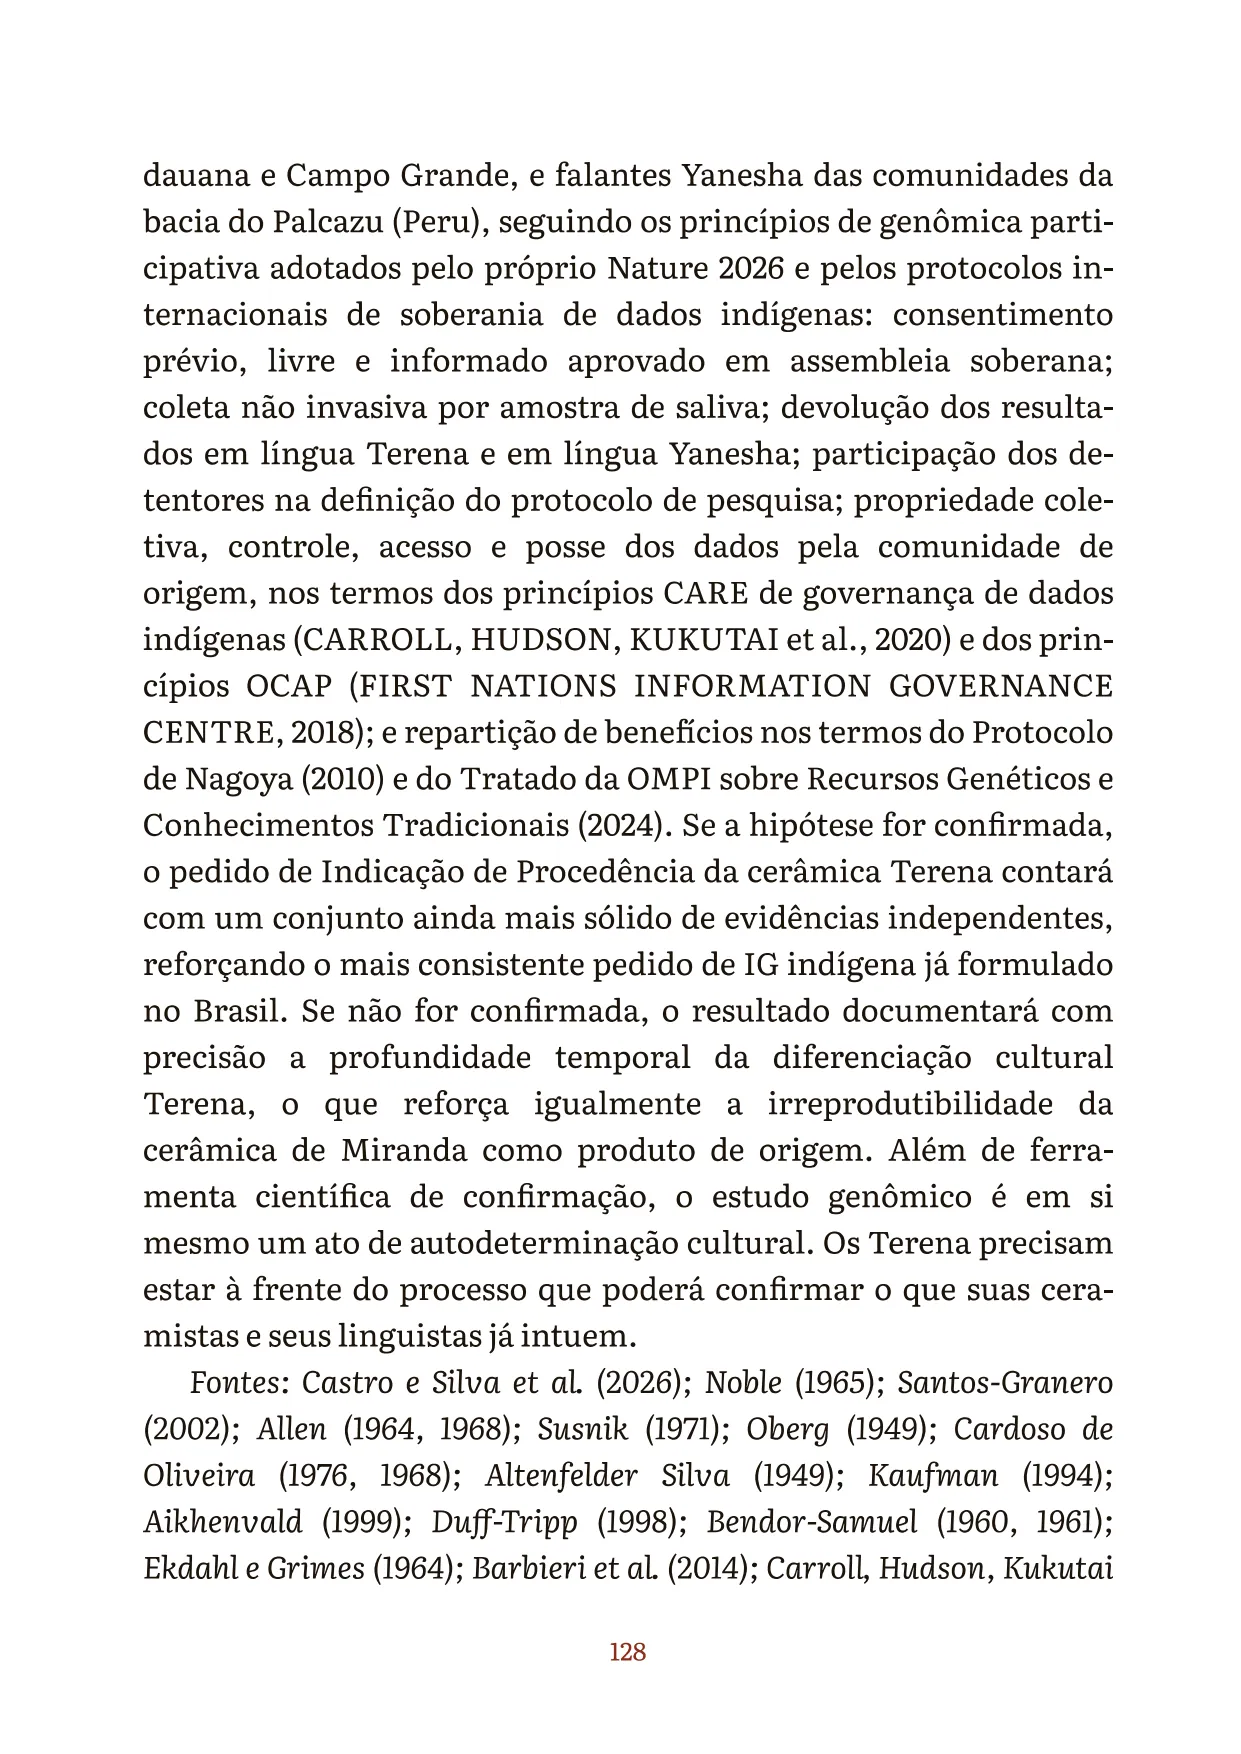 dauana e Campo Grande, e falantes Yanesha das comunidades da
bacia do Palcazu (Peru), seguindo os princípios de genômica parti-
cipativa adotados pelo próprio Nature 2026 e pelos protocolos in-
ternacionais de soberania de dados indígenas: consentimento
prévio, livre e informado aprovado em assembleia soberana;
coleta não invasiva por amostra de saliva; devolução dos resulta-
dos em língua Terena e em língua Yanesha; participação dos de-
tentores na definição do protocolo de pesquisa; propriedade cole-
tiva, controle, acesso e posse dos dados pela comunidade de
origem, nos termos dos princípios CARE de governança de dados
indígenas (CARROLL, HUDSON, KUKUTAI et al., 2020) e dos prin-
cípios OCAP (FIRST NATIONS INFORMATION GOVERNANCE
CENTRE, 2018); e repartição de benefícios nos termos do Protocolo
de Nagoya (2010) e do Tratado da OMPI sobre Recursos Genéticos e
Conhecimentos Tradicionais (2024). Se a hipótese for confirmada,
o pedido de Indicação de Procedência da cerâmica Terena contará
com um conjunto ainda mais sólido de evidências independentes,
reforçando o mais consistente pedido de IG indígena já formulado
no Brasil. Se não for confirmada, o resultado documentará com
precisão a profundidade temporal da diferenciação cultural
Terena, o que reforça igualmente a irreprodutibilidade da
cerâmica de Miranda como produto de origem. Além de ferra-
menta científica de confirmação, o estudo genômico é em si
mesmo um ato de autodeterminação cultural. Os Terena precisam
estar à frente do processo que poderá confirmar o que suas cera-
mistas e seus linguistas já intuem.
Fontes: Castro e Silva et al. (2026); Noble (1965); Santos-Granero
(2002); Allen (1964, 1968); Susnik (1971); Oberg (1949); Cardoso de
Oliveira (1976, 1968); Altenfelder Silva (1949); Kaufman (1994);
Aikhenvald (1999); Duff-Tripp (1998); Bendor-Samuel (1960, 1961);
Ekdahl e Grimes (1964); Barbieri et al. (2014); Carroll, Hudson, Kukutai
128